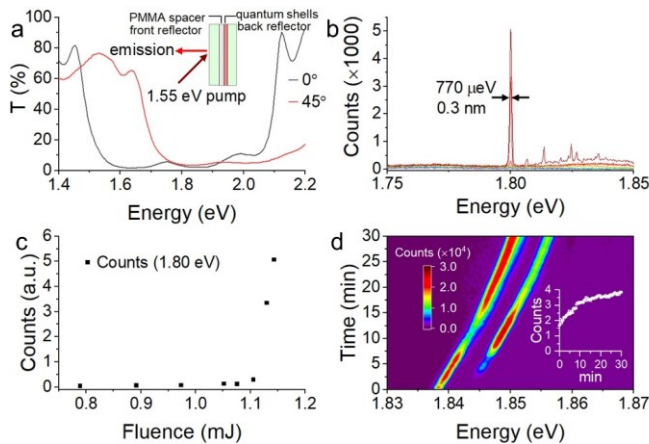 a
PMMA spacer
front reflector
quantum shells
back reflector
emission
1.55 eV pump
0°
45°
T (%)
100
80
60
40
20
0
1.4 1.6 1.8 2.0 2.2
Energy (eV)
b
770 μeV
0.3 nm
Counts (×1000)
5
4
3
2
1
0
1.75 1.80 1.85
Energy (eV)
c
Counts (1.80 eV)
Counts (a.u.)
5
4
3
2
1
0
0.8 0.9 1.0 1.1 1.2
Fluence (mJ)
d
Counts (×10⁴)
3.0
2.0
1.0
0.0
Time (min)
30
25
20
15
10
5
0
Counts
4
3
2
1
0
0 10 20 30
min
1.83 1.84 1.85 1.86 1.87
Energy (eV)